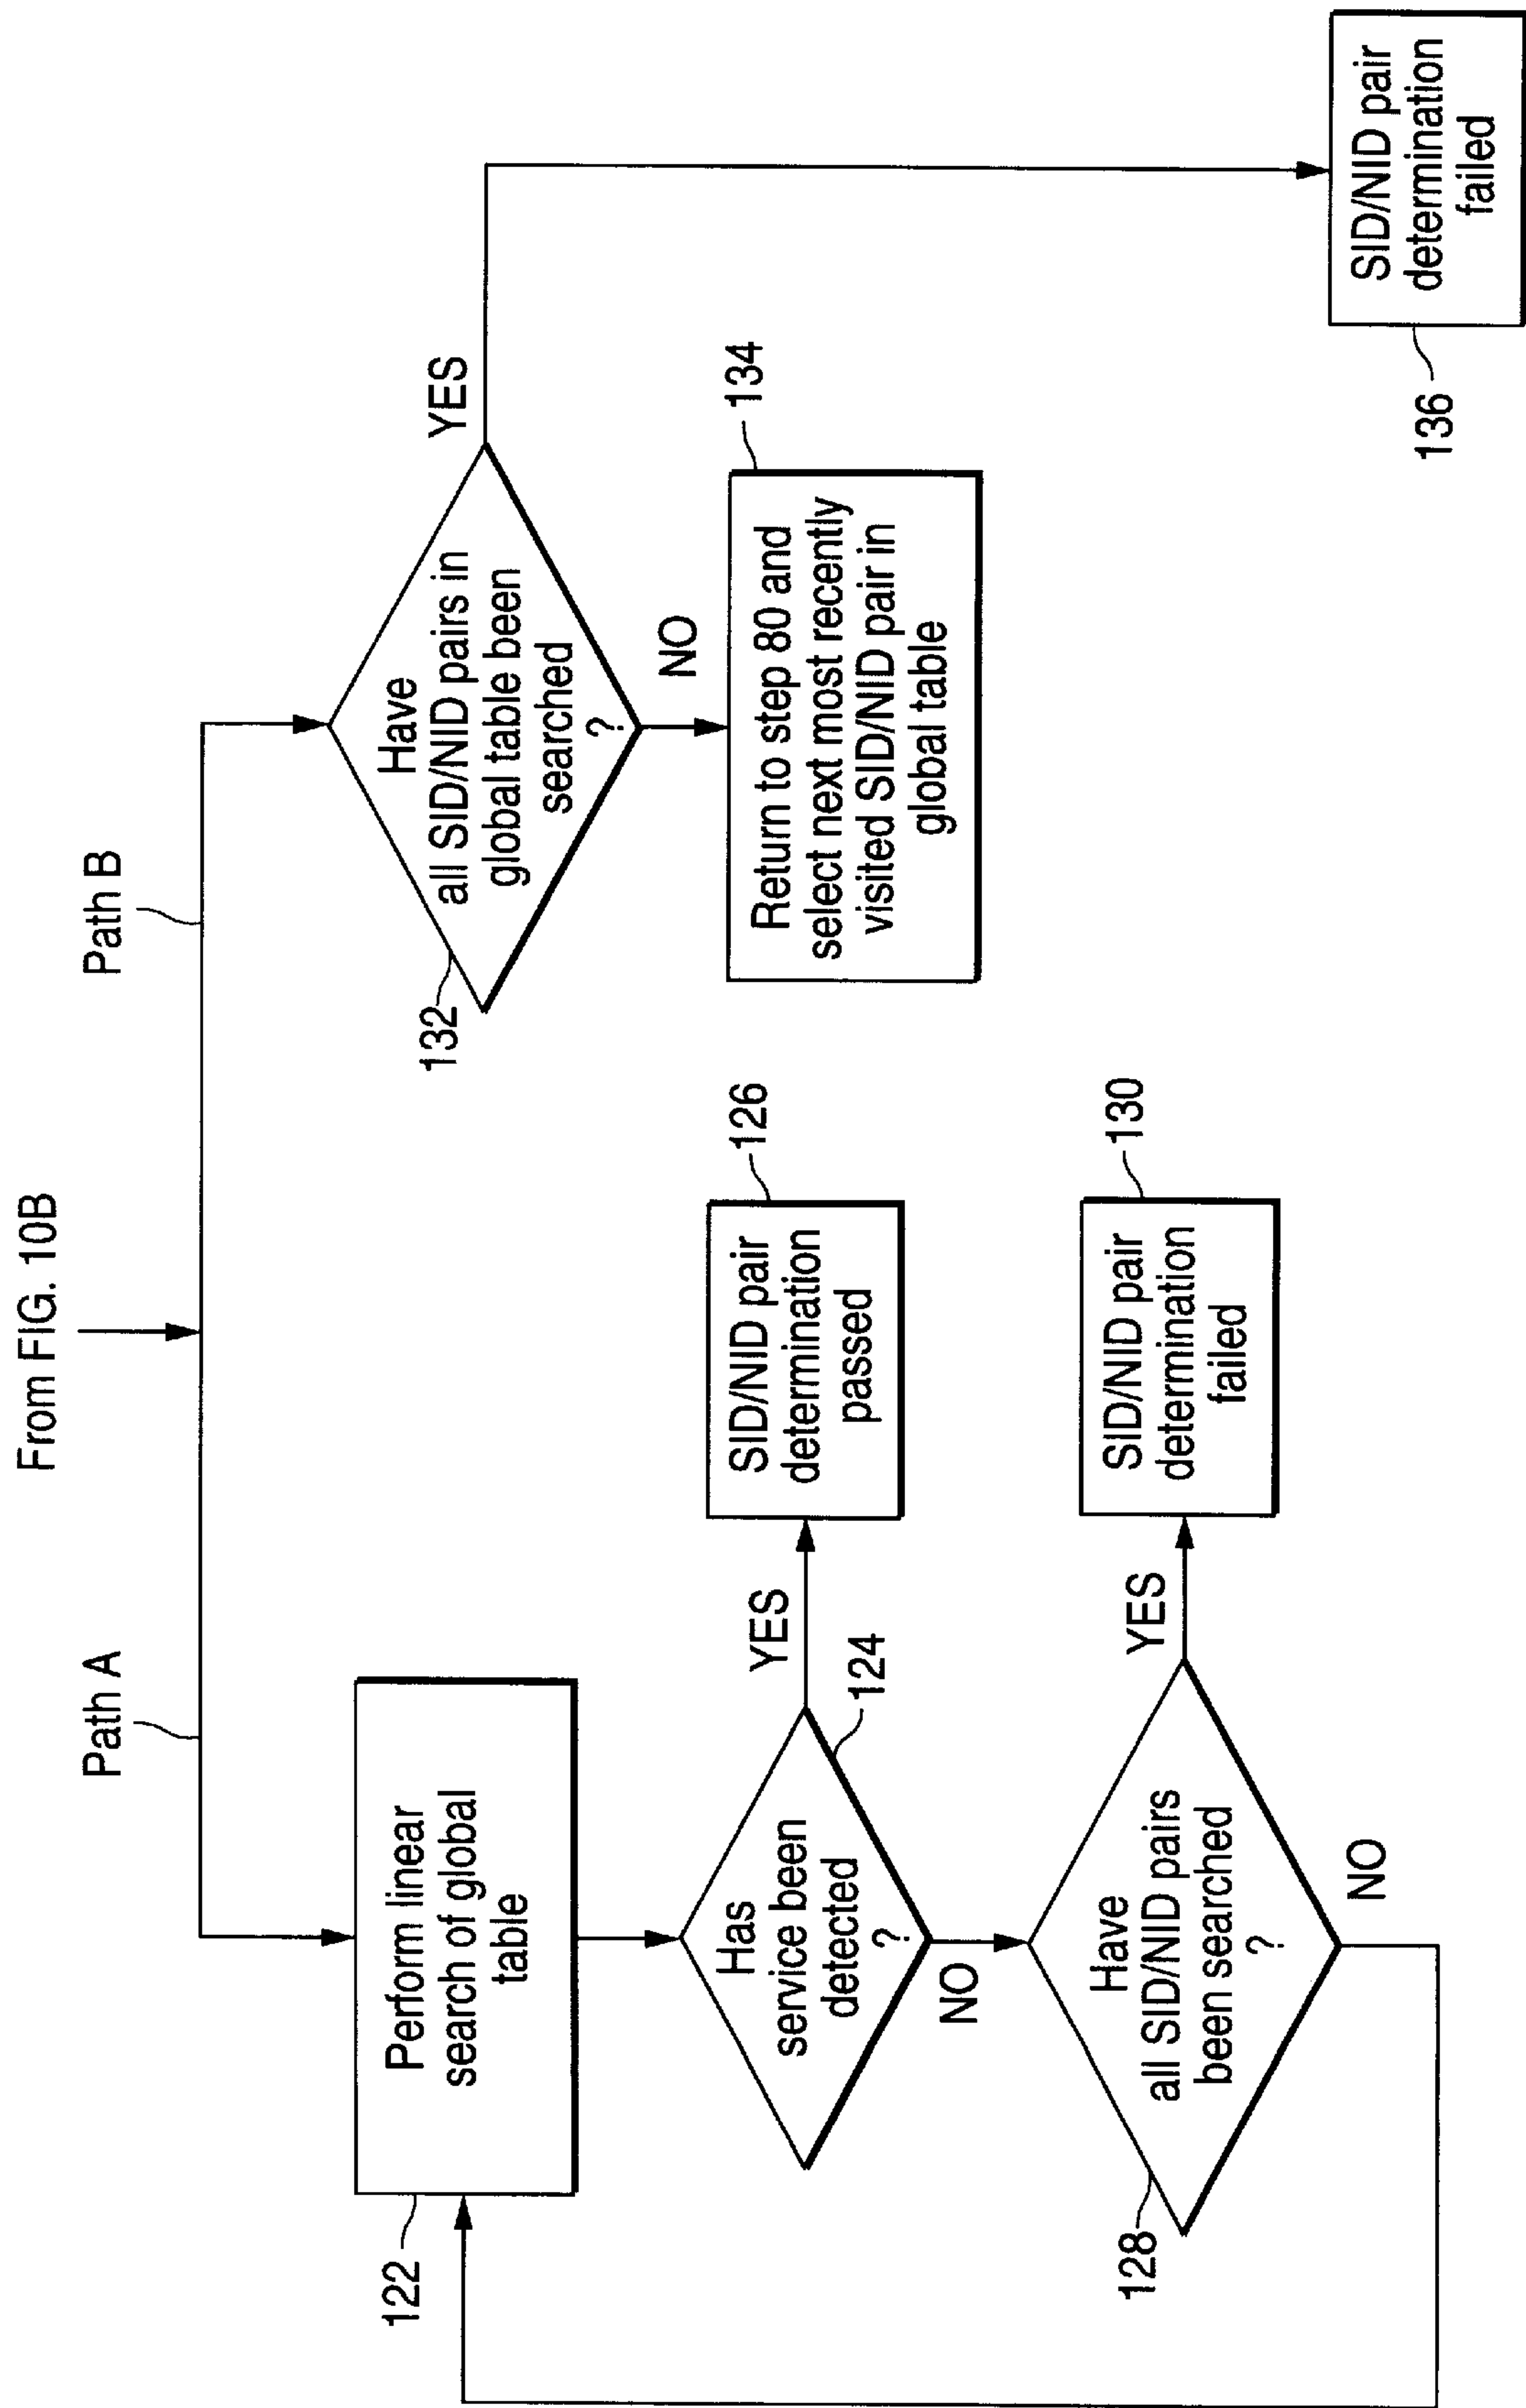 From FIG. 10B
Path A
Path B
Perform linear
search of global
table
122
Has
service been
detected
?
124
YES
NO
SID/NID pair
determination
passed
126
Have
all SID/NID pairs
been searched
?
128
YES
NO
SID/NID pair
determination
failed
130
Have
all SID/NID pairs in
global table been
searched
?
132
YES
NO
Return to step 80 and
select next most recently
visited SID/NID pair in
global table
134
SID/NID pair
determination
failed
136